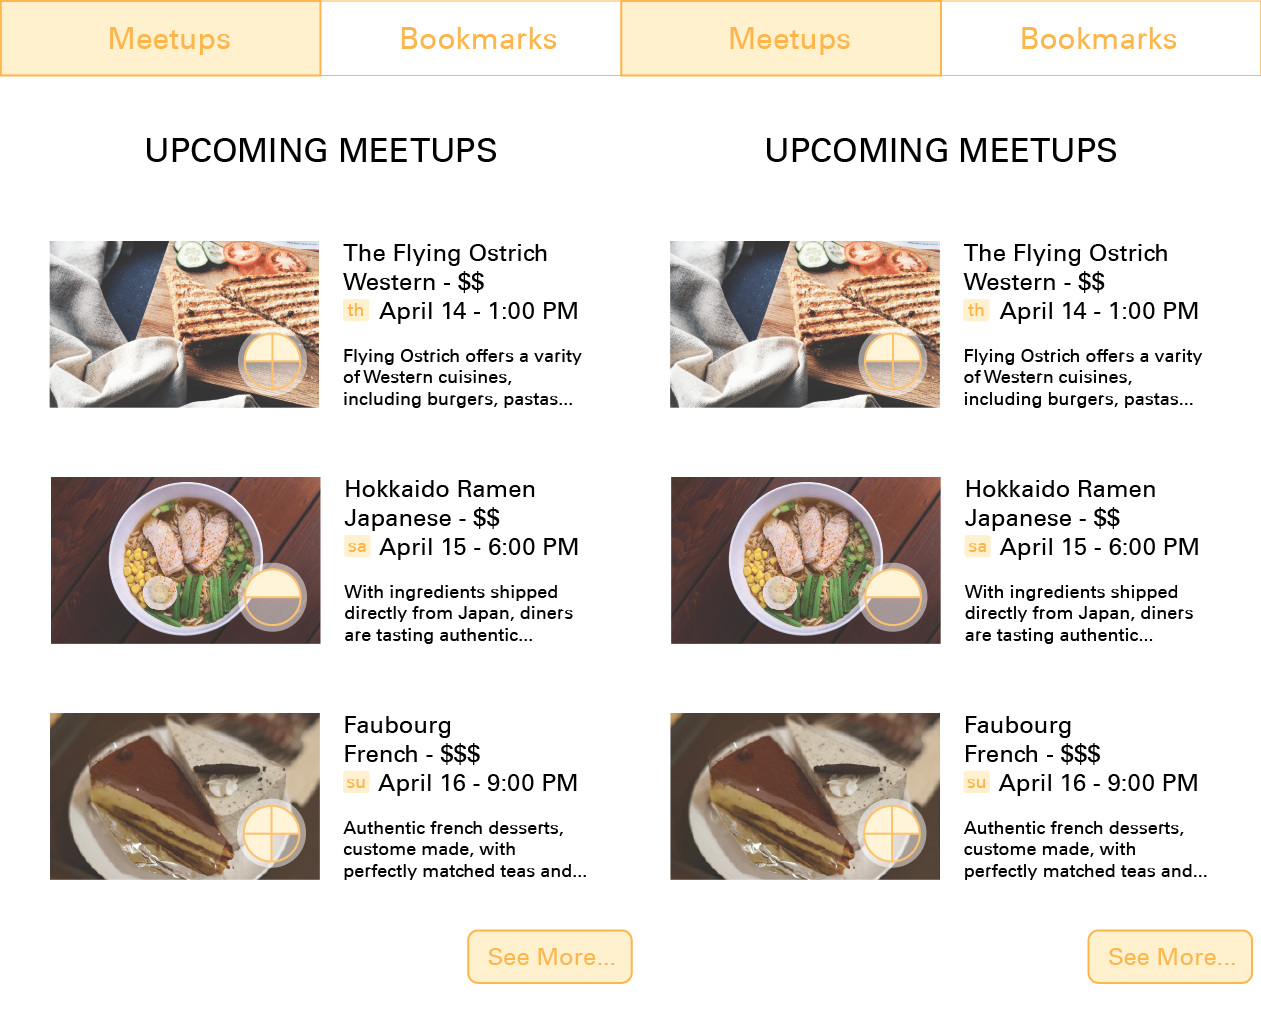 Meetups
Bookmarks
Meetups
Bookmarks
UPCOMING MEETUPS
The Flying Ostrich
Western - $$
th April 14 - 1:00 PM
Flying Ostrich offers a varity
of Western cuisines,
including burgers, pastas...
Hokkaido Ramen
Japanese - $$
sa April 15 - 6:00 PM
With ingredients shipped
directly from Japan, diners
are tasting authentic...
Faubourg
French - $$$
su April 16 - 9:00 PM
Authentic french desserts,
custome made, with
perfectly matched teas and...
See More...
UPCOMING MEETUPS
The Flying Ostrich
Western - $$
th April 14 - 1:00 PM
Flying Ostrich offers a varity
of Western cuisines,
including burgers, pastas...
Hokkaido Ramen
Japanese - $$
sa April 15 - 6:00 PM
With ingredients shipped
directly from Japan, diners
are tasting authentic...
Faubourg
French - $$$
su April 16 - 9:00 PM
Authentic french desserts,
custome made, with
perfectly matched teas and...
See More...